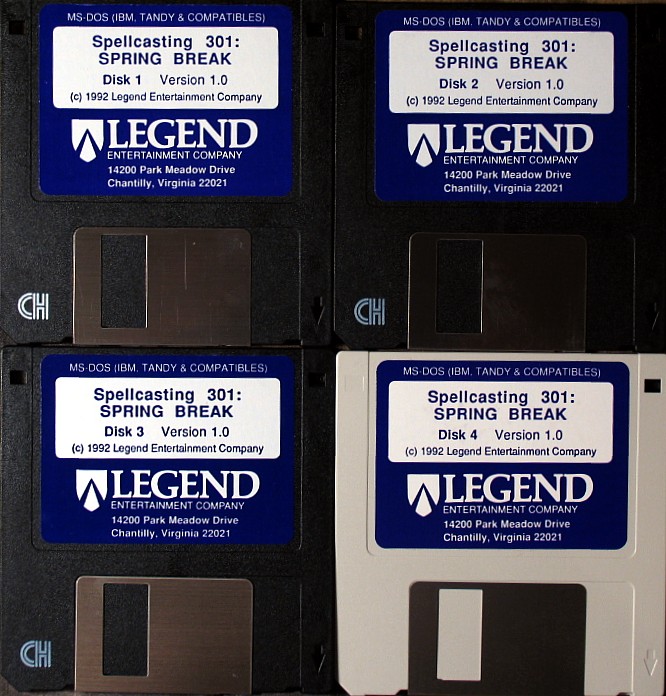 MS-DOS (IBM, TANDY & COMPATIBLES)
Spellcasting 301:
SPRING BREAK
Disk 1 Version 1.0
(c) 1992 Legend Entertainment Company
LEGEND
ENTERTAINMENT COMPANY
14200 Park Meadow Drive
Chantilly, Virginia 22021
CH
MS-DOS (IBM, TANDY & COMPATIBLES)
Spellcasting 301:
SPRING BREAK
Disk 2 Version 1.0
(c) 1992 Legend Entertainment Company
LEGEND
ENTERTAINMENT COMPANY
14200 Park Meadow Drive
Chantilly, Virginia 22021
CH
MS-DOS (IBM, TANDY & COMPATIBLES)
Spellcasting 301:
SPRING BREAK
Disk 3 Version 1.0
(c) 1992 Legend Entertainment Company
LEGEND
ENTERTAINMENT COMPANY
14200 Park Meadow Drive
Chantilly, Virginia 22021
CH
MS-DOS (IBM, TANDY & COMPATIBLES)
Spellcasting 301:
SPRING BREAK
Disk 4 Version 1.0
(c) 1992 Legend Entertainment Company
LEGEND
ENTERTAINMENT COMPANY
14200 Park Meadow Drive
Chantilly, Virginia 22021